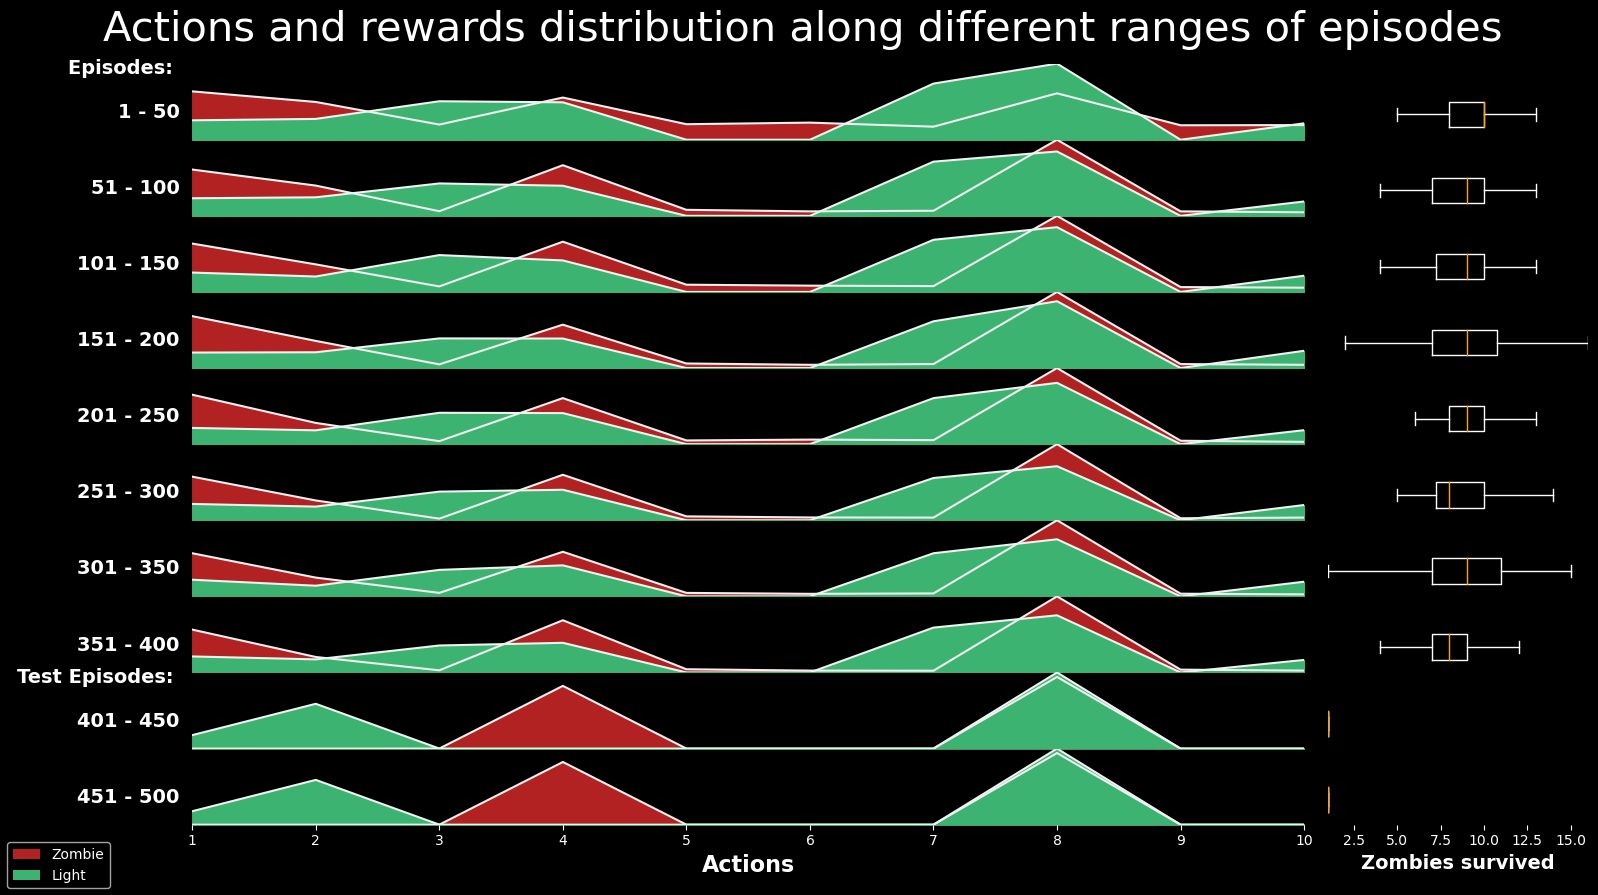 Actions and rewards distribution along different ranges of episodes
Episodes:
1 - 50
51 - 100
101 - 150
151 - 200
201 - 250
251 - 300
301 - 350
351 - 400
Test Episodes:
401 - 450
451 - 500
1 2 3 4 5 6 7 8 9 10
2.5 5.0 7.5 10.0 12.5 15.0
Actions
Zombies survived
Zombie
Light